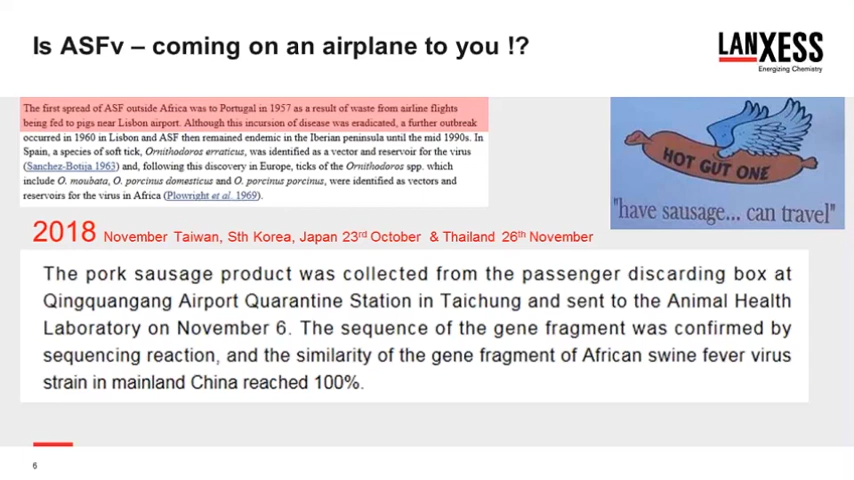 Is ASFv – coming on an airplane to you !?
LANXESS
Energizing Chemistry
The first spread of ASF outside Africa was to Portugal in 1957 as a result of waste from airline flights
being fed to pigs near Lisbon airport. Although this incursion of disease was eradicated, a further outbreak
occurred in 1960 in Lisbon and ASF then remained endemic in the Iberian peninsula until the mid 1990s. In
Spain, a species of soft tick, Ornithodoros erraticus, was identified as a vector and reservoir for the virus
(Sanchez-Botija 1963) and, following this discovery in Europe, ticks of the Ornithodoros spp. which
include O. moubata, O. porcinus domesticus and O. porcinus porcinus, were identified as vectors and
reservoirs for the virus in Africa (Plowright et al. 1969).
HOT GUT ONE
"have sausage... can travel"
2018 November Taiwan, Sth Korea, Japan 23rd October & Thailand 26th November
The pork sausage product was collected from the passenger discarding box at
Qingquangang Airport Quarantine Station in Taichung and sent to the Animal Health
Laboratory on November 6. The sequence of the gene fragment was confirmed by
sequencing reaction, and the similarity of the gene fragment of African swine fever virus
strain in mainland China reached 100%.
6